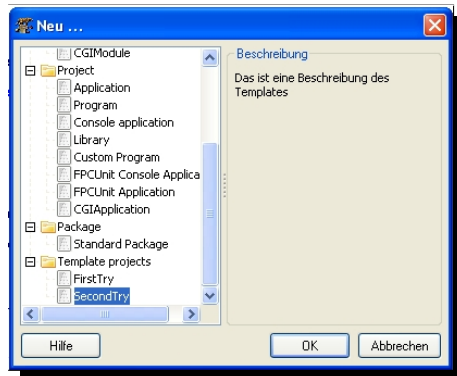 Neu ...
CGIModule
Project
Application
Program
Console application
Library
Custom Program
FPCUnit Console Applica
FPCUnit Application
CGIApplication
Package
Standard Package
Template projects
FirstTry
SecondTry
Beschreibung
Das ist eine Beschreibung des
Templates
Hilfe
OK
Abbrechen